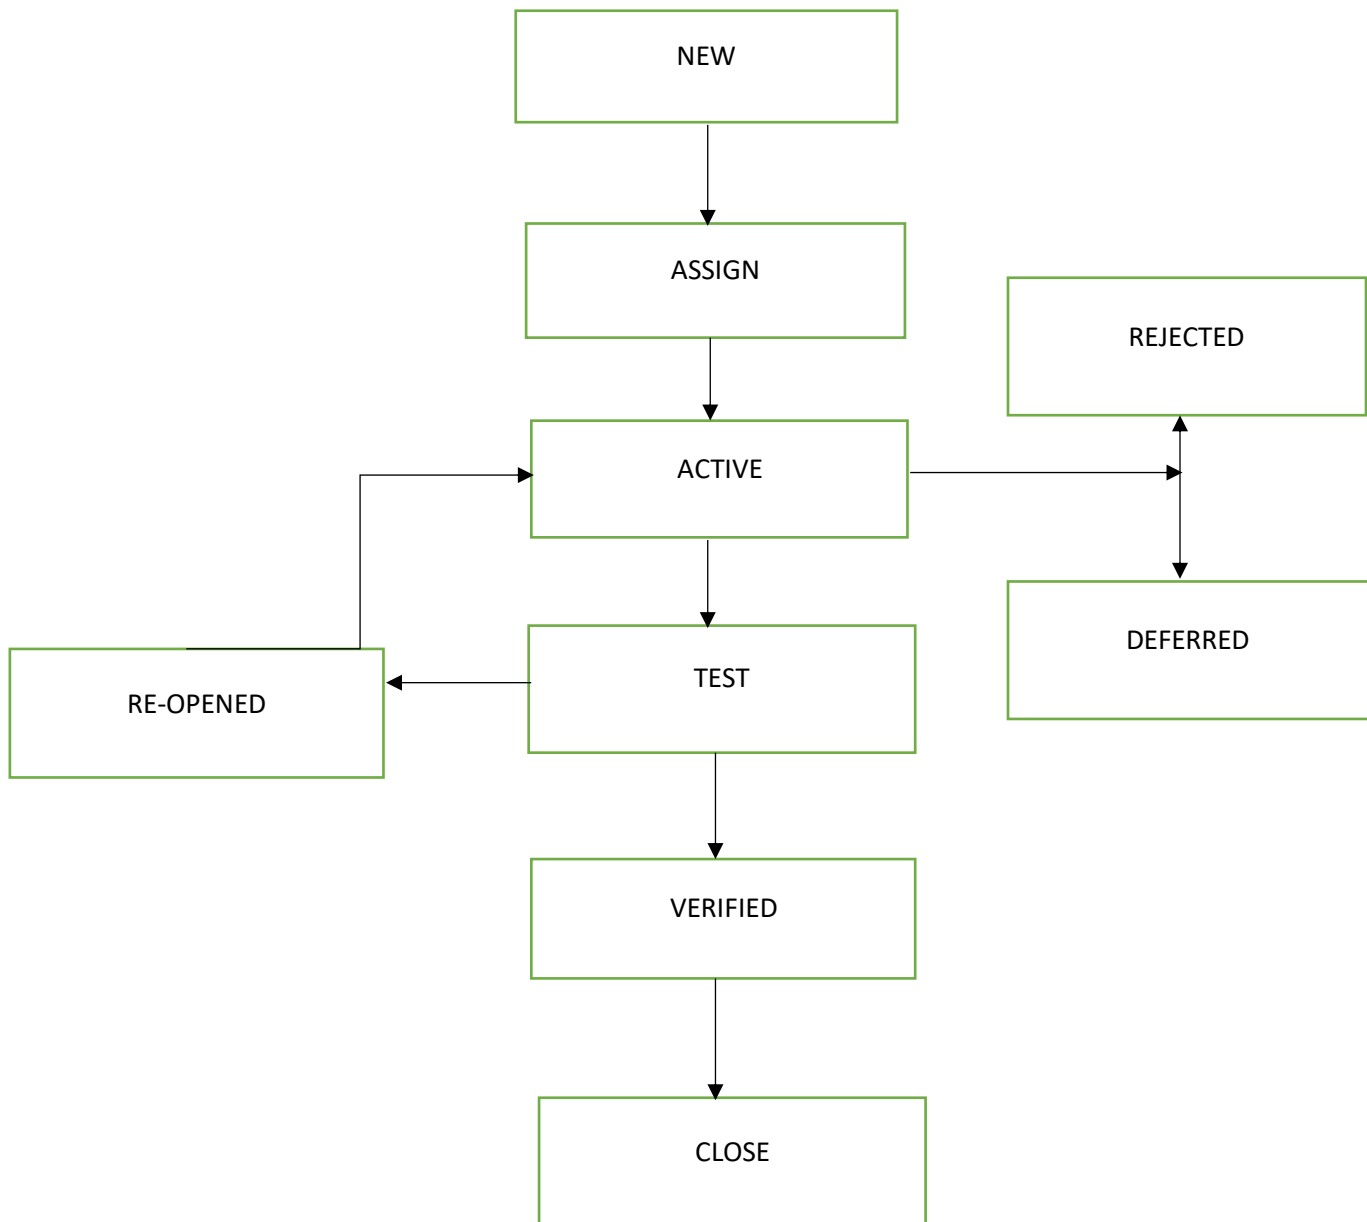 NEW
ASSIGN
REJECTED
ACTIVE
DEFERRED
TEST
RE-OPENED
VERIFIED
CLOSE